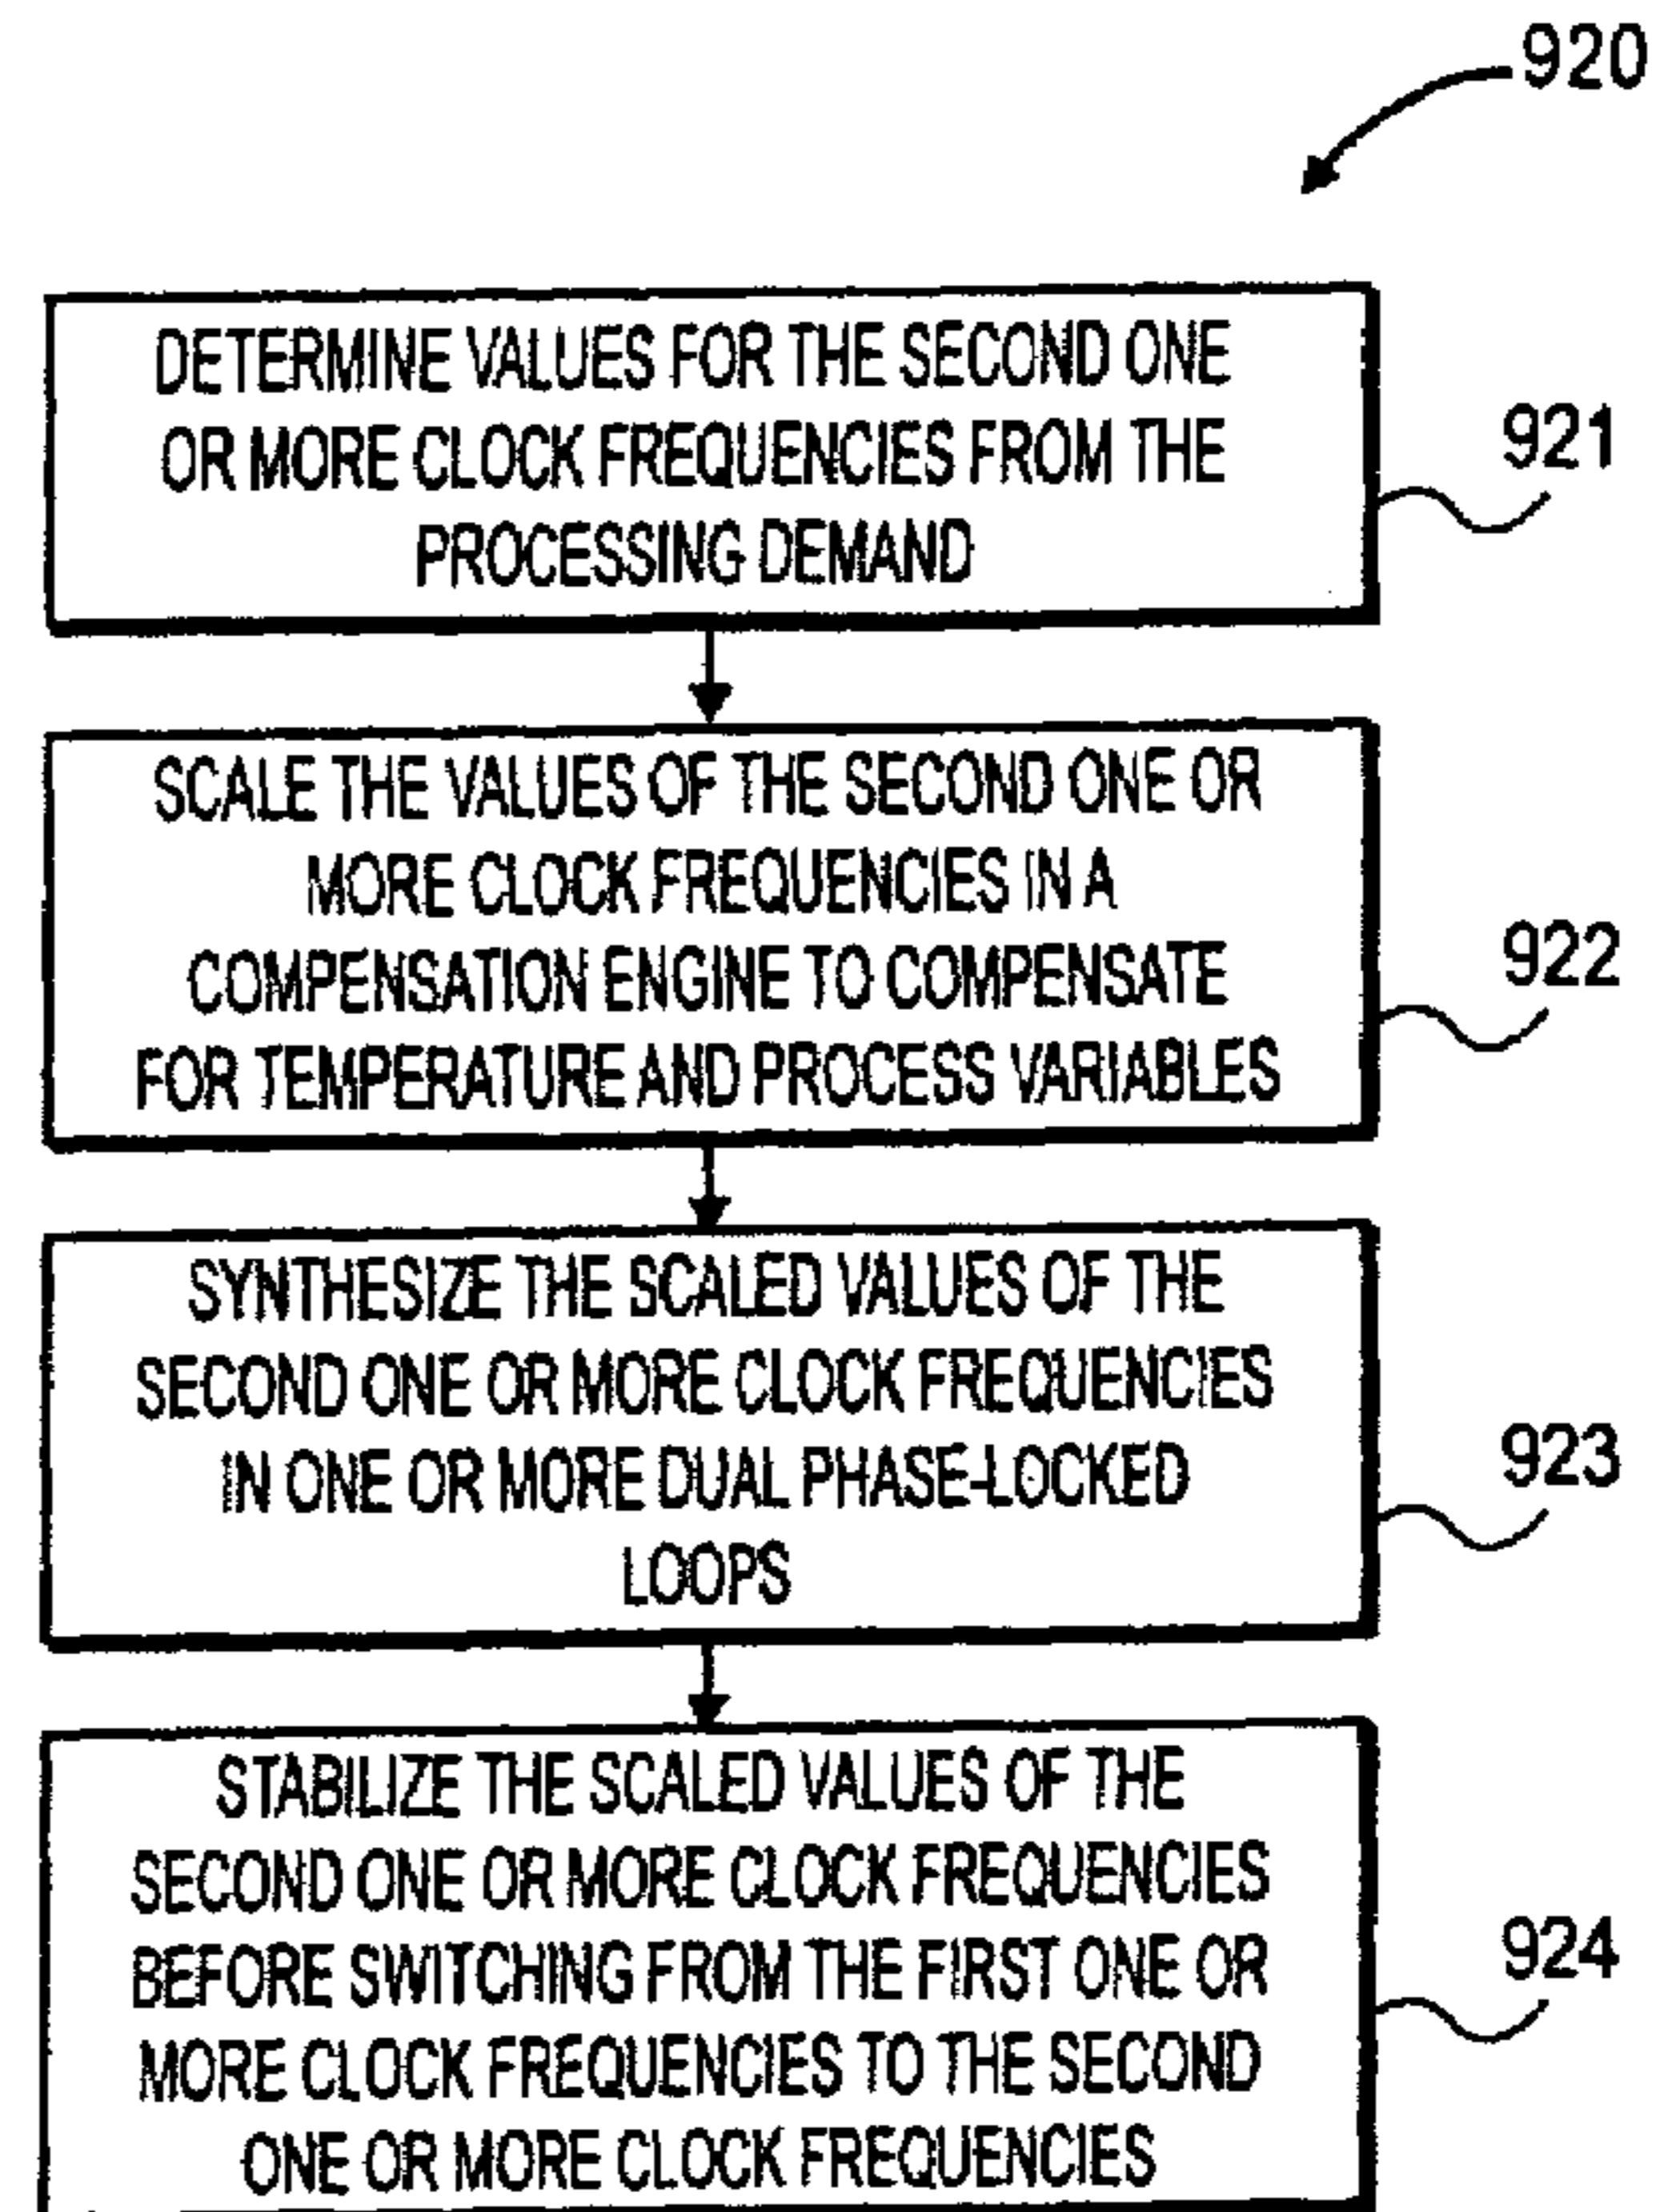 920
DETERMINE VALUES FOR THE SECOND ONE
OR MORE CLOCK FREQUENCIES FROM THE
PROCESSING DEMAND
921
SCALE THE VALUES OF THE SECOND ONE OR
MORE CLOCK FREQUENCIES IN A
COMPENSATION ENGINE TO COMPENSATE
FOR TEMPERATURE AND PROCESS VARIABLES
922
SYNTHESIZE THE SCALED VALUES OF THE
SECOND ONE OR MORE CLOCK FREQUENCIES
IN ONE OR MORE DUAL PHASE-LOCKED
LOOPS
923
STABILIZE THE SCALED VALUES OF THE
SECOND ONE OR MORE CLOCK FREQUENCIES
BEFORE SWITCHING FROM THE FIRST ONE OR
MORE CLOCK FREQUENCIES TO THE SECOND
ONE OR MORE CLOCK FREQUENCIES
924